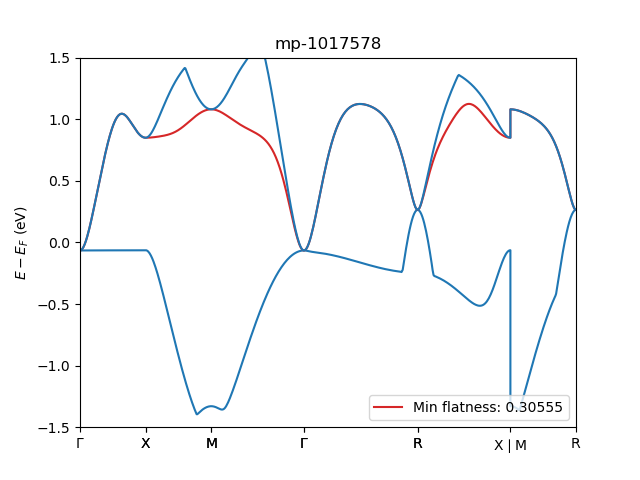 mp-1017578
1.5
1.0
0.5
0.0
−0.5
−1.0
−1.5
E − E_F (eV)
Min flatness: 0.30555
Γ X M Γ R X | M R